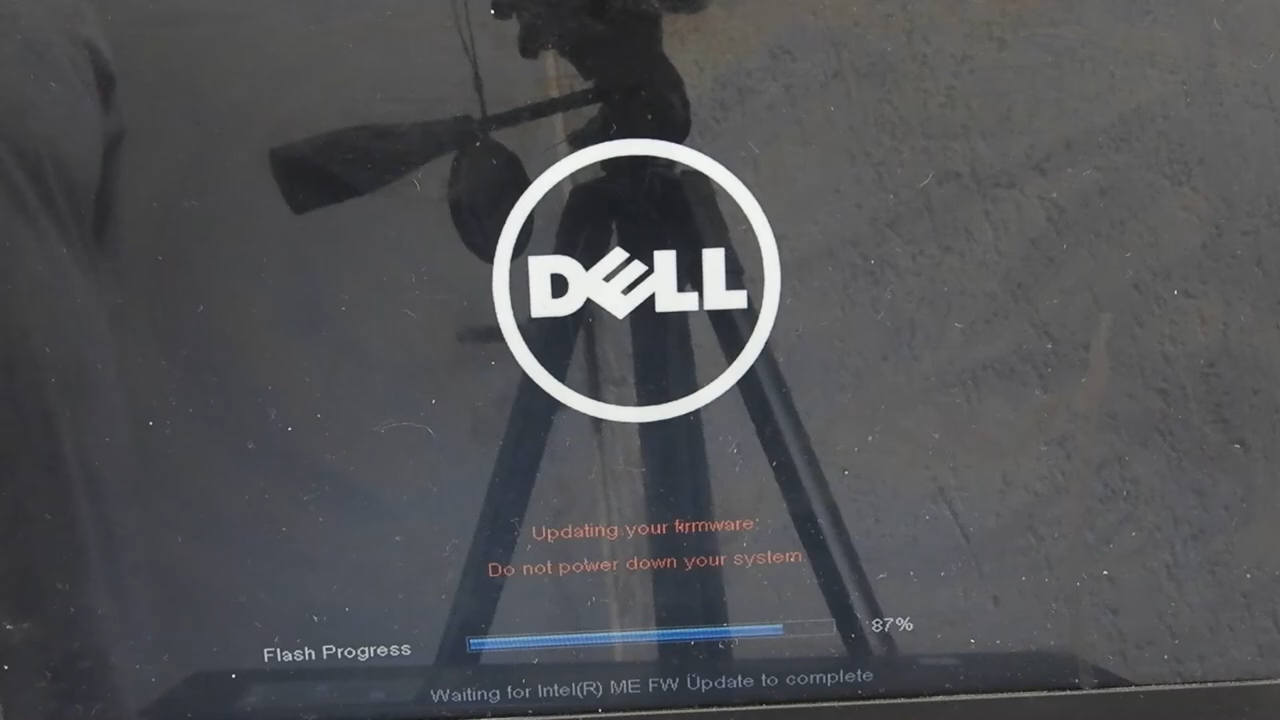 DELL
Updating your firmware:
Do not power down your system.
Flash Progress 87%
Waiting for Intel(R) ME FW Update to complete